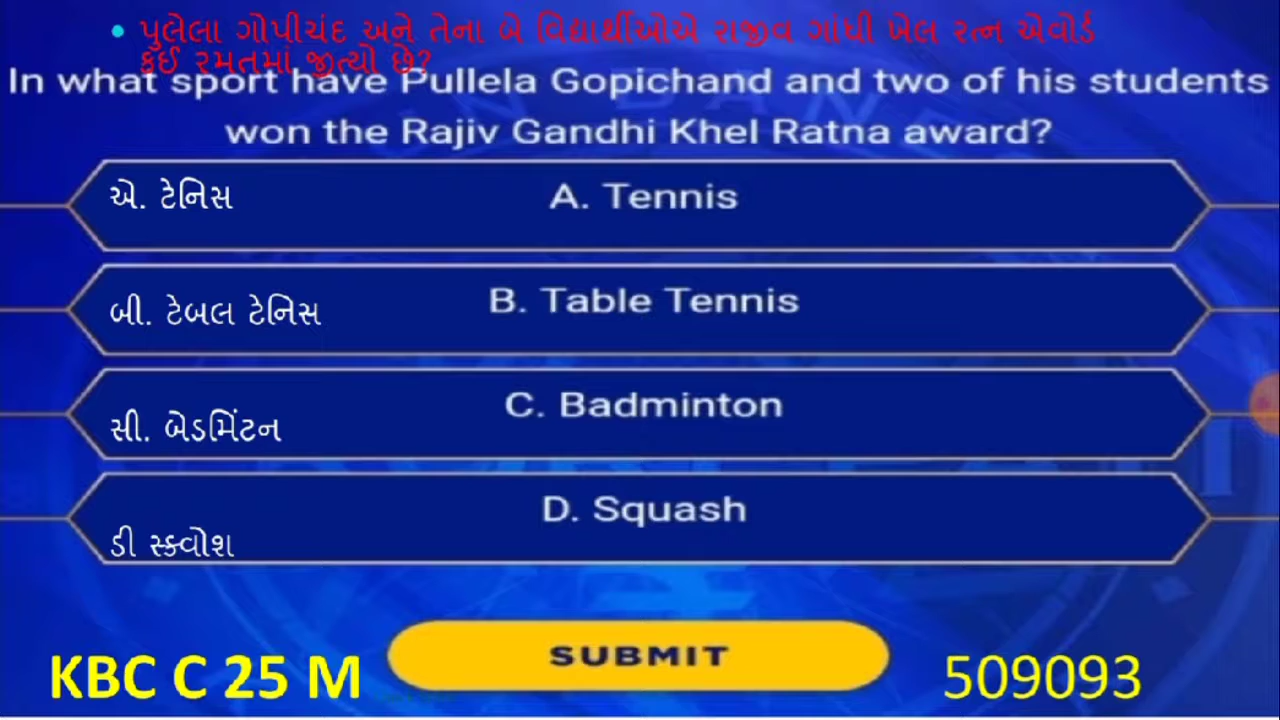 • પુલેલા ગોપીચંદ અને તેના બે વિદ્યાર્થીઓએ રાજીવ ગાંધી ખેલ રત્ન એવોર્ડ
કઈ રમતમાં જીત્યો છે?
In what sport have Pullela Gopichand and two of his students
won the Rajiv Gandhi Khel Ratna award?
એ. ટેનિસ A. Tennis
બી. ટેબલ ટેનિસ B. Table Tennis
સી. બેડમિંટન C. Badminton
ડી સ્ક્વોશ D. Squash
SUBMIT
KBC C 25 M 509093